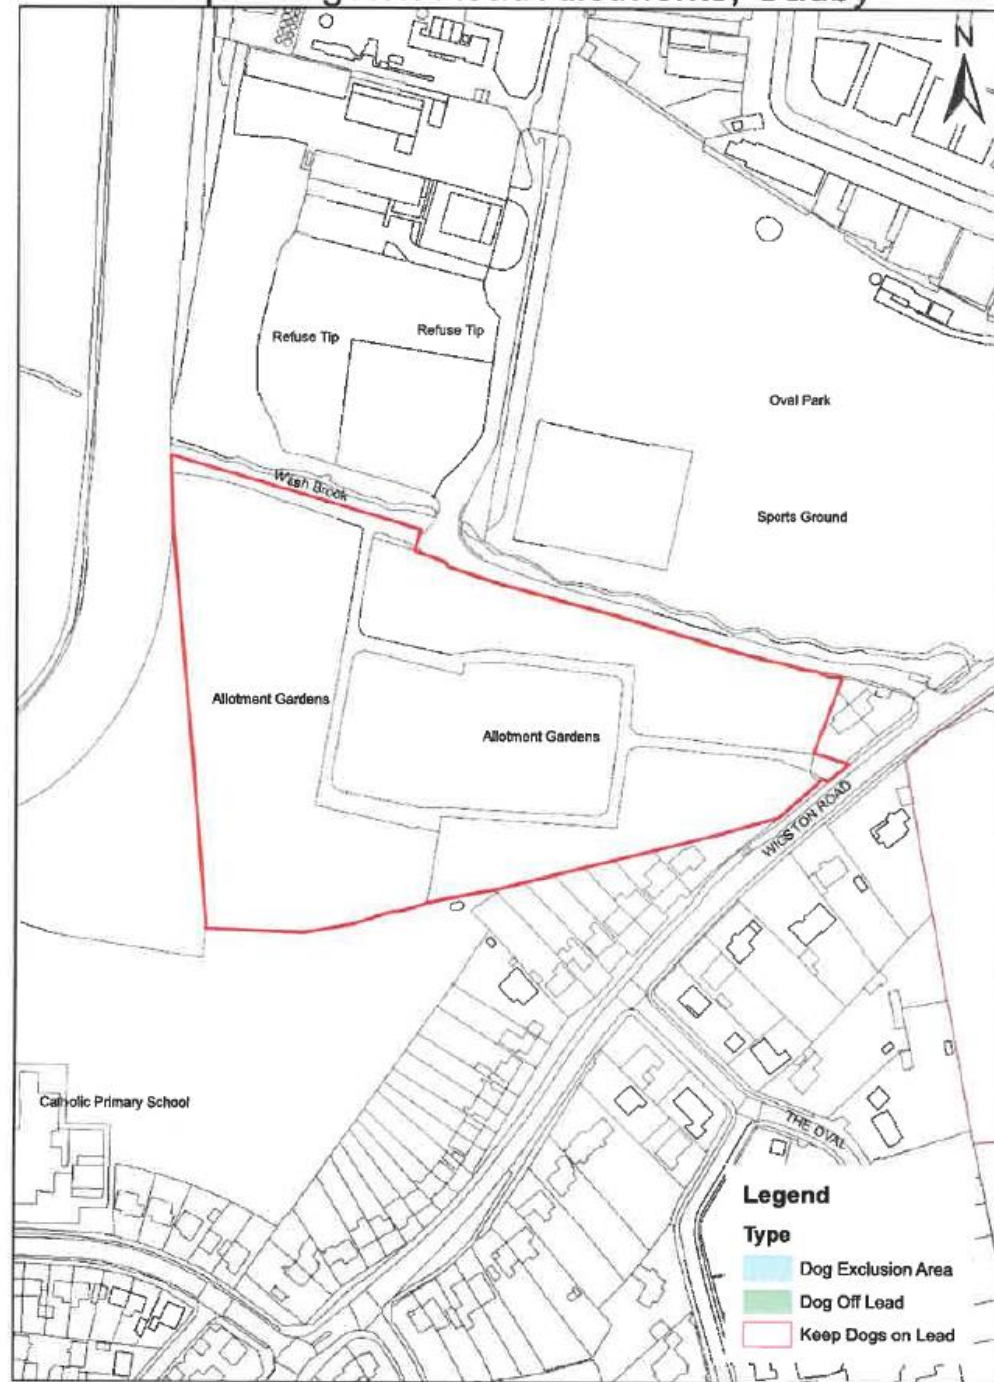 N
Refuse Tip
Refuse Tip
Oval Park
Wash Brook
Sports Ground
Allotment Gardens
Allotment Gardens
WIGSTON ROAD
Catholic Primary School
THE OVAL
Legend
Type
Dog Exclusion Area
Dog Off Lead
Keep Dogs on Lead